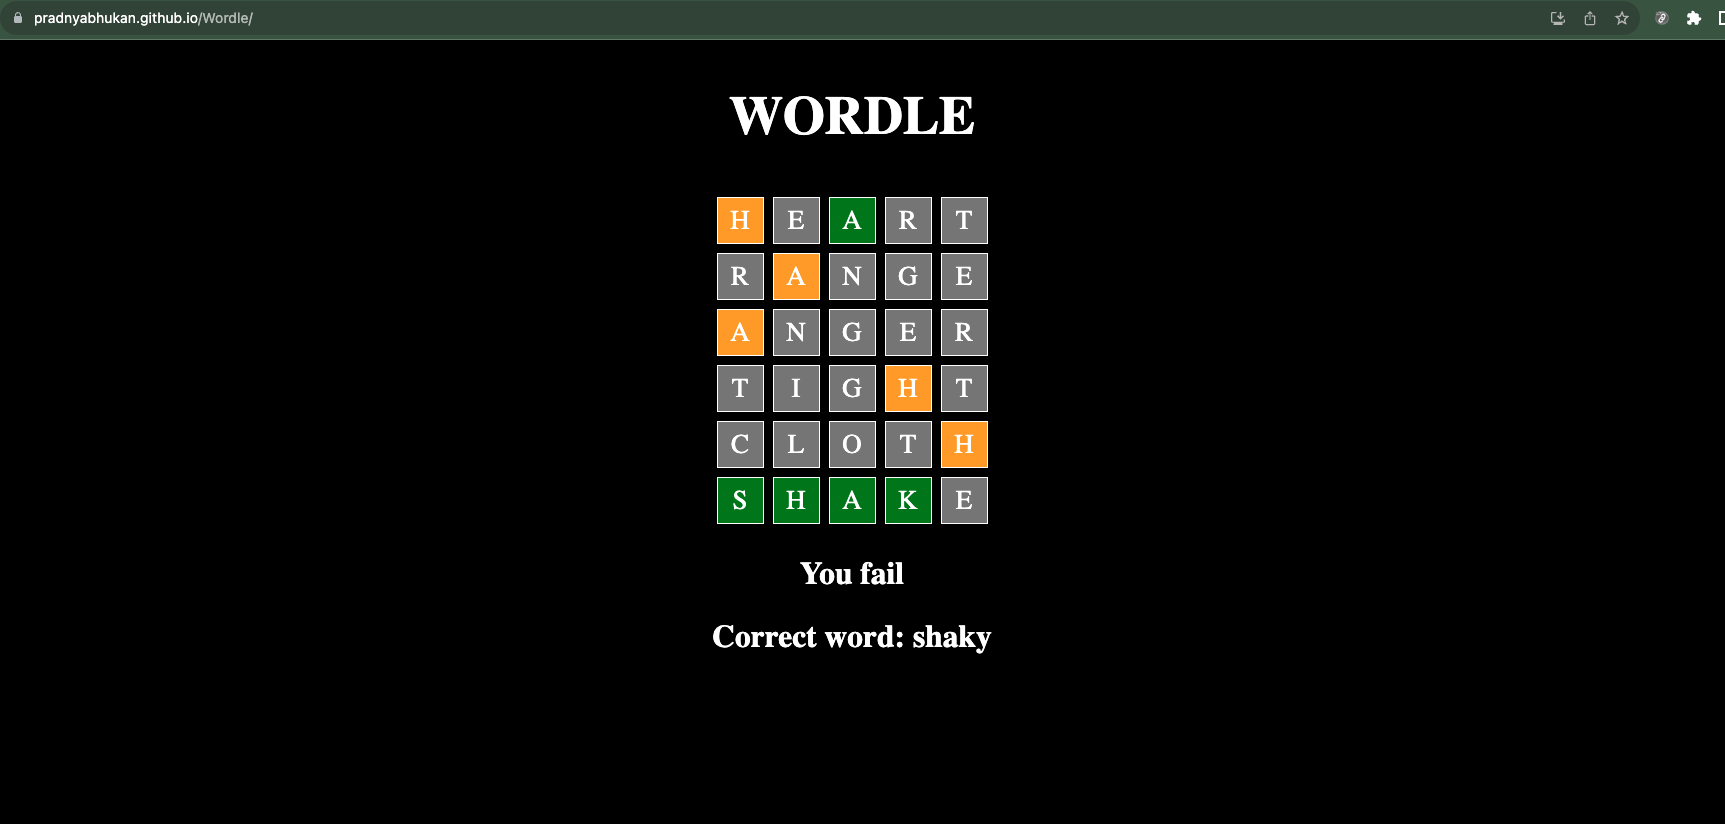 pradnyabhukan.github.io/Wordle/
WORDLE
H E A R T
R A N G E
A N G E R
T I G H T
C L O T H
S H A K E
You fail
Correct word: shaky